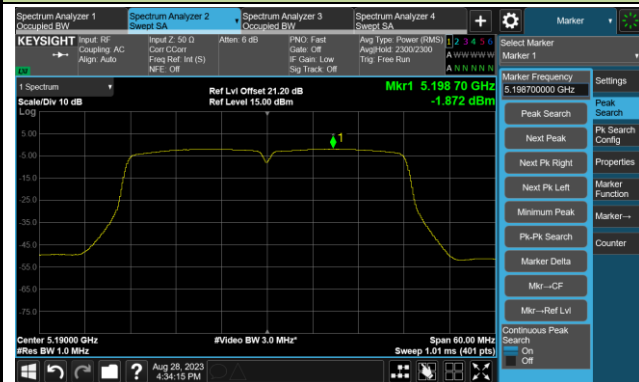 Spectrum Analyzer 1
Occupied BW
Spectrum Analyzer 2
Swept SA
Spectrum Analyzer 3
Occupied BW
Spectrum Analyzer 4
Swept SA
+
Marker
KEYSIGHT
Input: RF
Coupling: AC
Align: Auto
Input Z: 50 Ω
Corr CCorr
Freq Ref: Int (S)
NFE: Off
Atten: 6 dB
PNO: Fast
Gate: Off
IF Gain: Low
Sig Track: Off
Avg Type: Power (RMS)
Avg|Hold: 2300/2300
Trig: Free Run
1 2 3 4 5 6
A W W W W W
A N N N N N
LVI
Select Marker
Marker 1
1 Spectrum
Scale/Div 10 dB
Ref Lvl Offset 21.20 dB
Ref Level 15.00 dBm
Mkr1 5.198 70 GHz
-1.872 dBm
Log
5.00
-5.00
-15.0
-25.0
-35.0
-45.0
-55.0
-65.0
-75.0
1
Center 5.19000 GHz
#Res BW 1.0 MHz
#Video BW 3.0 MHz*
Span 60.00 MHz
Sweep 1.01 ms (401 pts)
Marker Frequency
5.198700000 GHz
Peak Search
Next Peak
Next Pk Right
Next Pk Left
Minimum Peak
Pk-Pk Search
Marker Delta
Mkr→CF
Mkr→Ref Lvl
Continuous Peak
Search
On
Off
Settings
Peak
Search
Pk Search
Config
Properties
Marker
Function
Marker→
Counter
?
Aug 28, 2023
4:34:15 PM